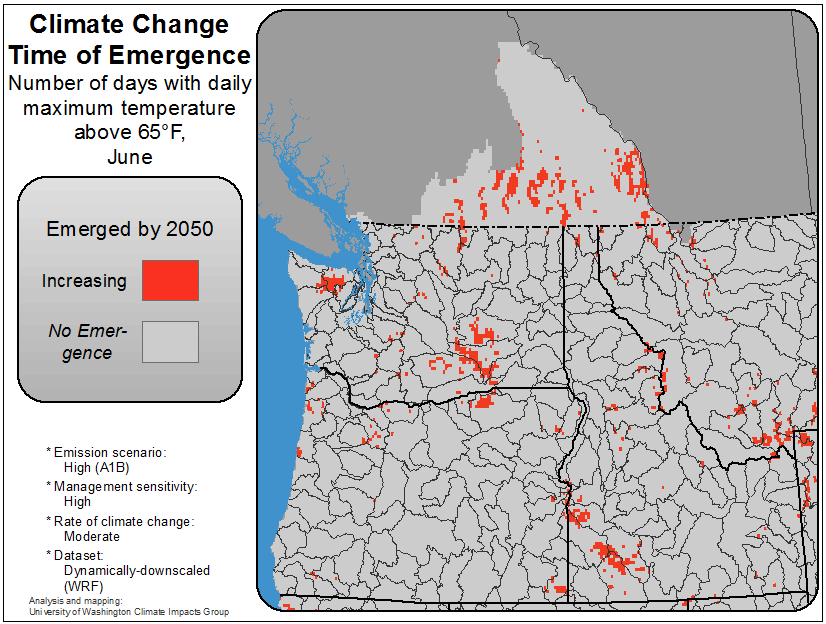 Climate Change
Time of Emergence
Number of days with daily
maximum temperature
above 65°F,
June
Emerged by 2050
Increasing
No Emer-
gence
* Emission scenario:
High (A1B)
* Management sensitivity:
High
* Rate of climate change:
Moderate
* Dataset:
Dynamically-downscaled
(WRF)
Analysis and mapping:
University of Washington Climate Impacts Group